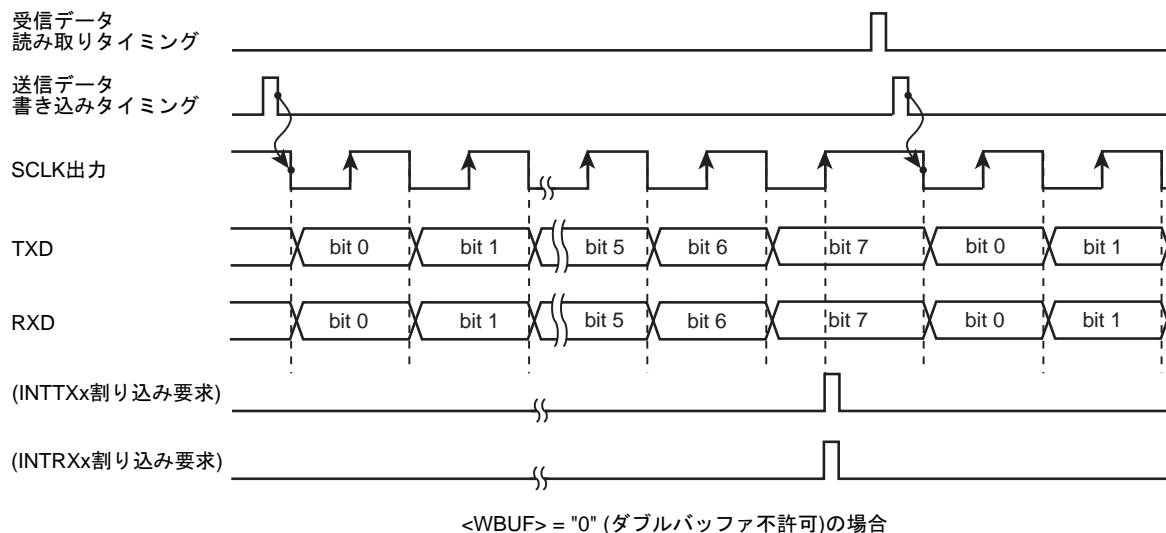 受信データ
読み取りタイミング
送信データ
書き込みタイミング
SCLK出力
TXD
bit 0 bit 1 bit 5 bit 6 bit 7 bit 0 bit 1
RXD
bit 0 bit 1 bit 5 bit 6 bit 7 bit 0 bit 1
(INTTXx割り込み要求)
(INTRXx割り込み要求)
<WBUF> = "0" (ダブルバッファ不許可)の場合